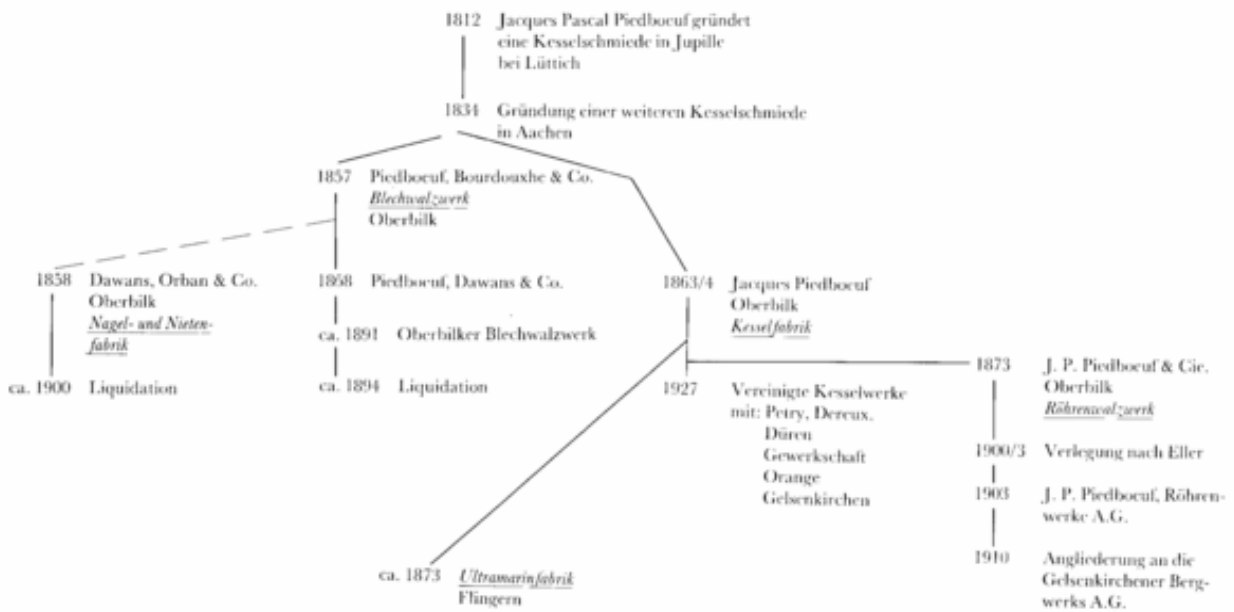 1812 Jacques Pascal Piedboeuf gründet
eine Kesselschmiede in Jupille
bei Lüttich
1834 Gründung einer weiteren Kesselschmiede
in Aachen
1857 Piedboeuf, Bourdouxhe & Co.
Blechwalzwerk
Oberbilk
1858 Dawans, Orban & Co.
Oberbilk
Nagel- und Nieten-
fabrik
ca. 1900 Liquidation
1868 Piedboeuf, Dawans & Co.
ca. 1891 Oberbilker Blechwalzwerk
ca. 1894 Liquidation
1863/4 Jacques Piedboeuf
Oberbilk
Kesselfabrik
1927 Vereinigte Kesselwerke
mit: Petry, Dereux.
Düren
Gewerkschaft
Orange
Gelsenkirchen
1873 J. P. Piedboeuf & Cie.
Oberbilk
Röhrenwalzwerk
1900/3 Verlegung nach Eller
1903 J. P. Piedboeuf, Röhren-
werke A.G.
1910 Angliederung an die
Gelsenkirchener Berg-
werks A.G.
ca. 1873 Ultramarinfabrik
Flingern